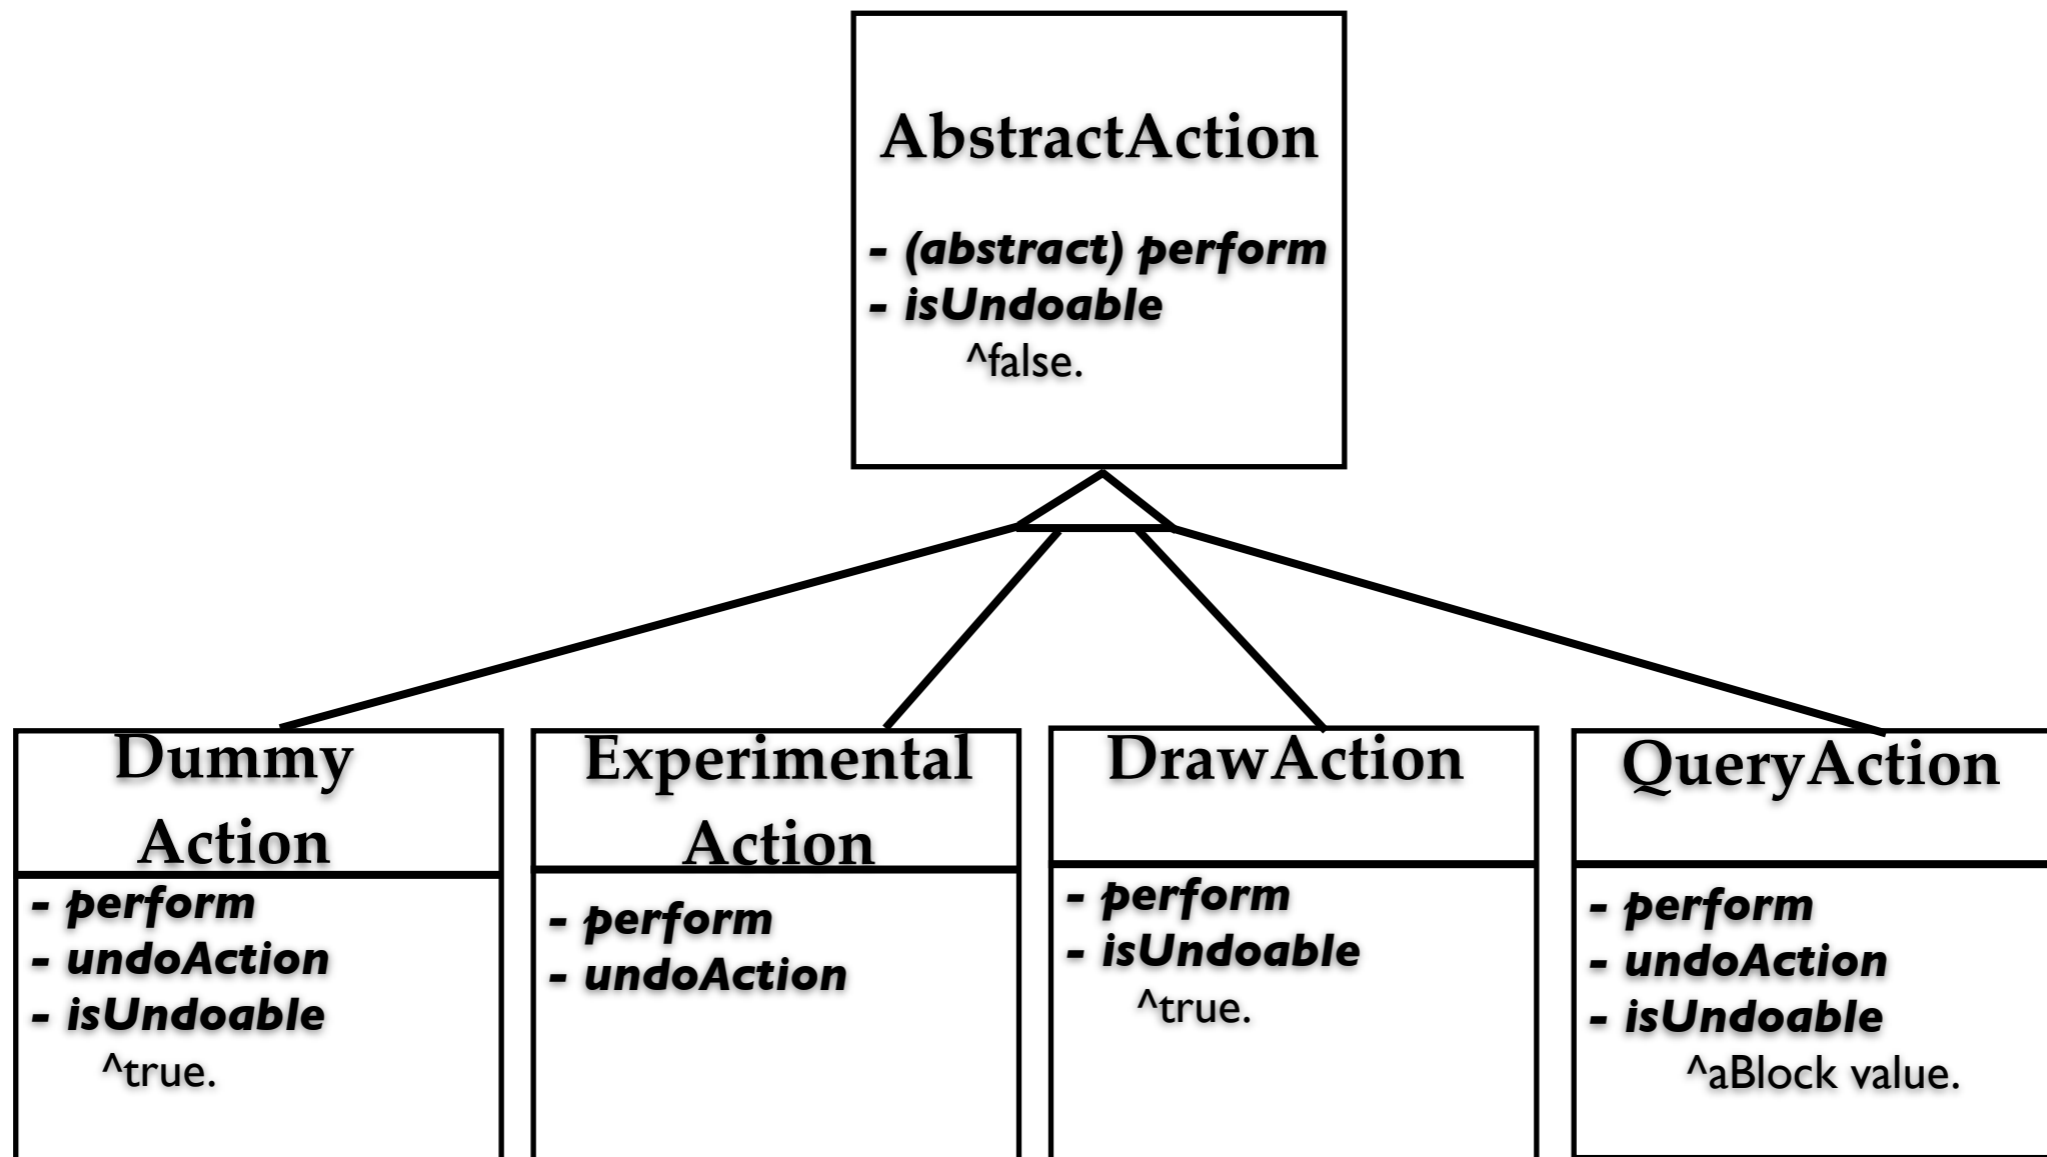 AbstractAction
- (abstract) perform
- isUndoable
^false.
Dummy
Action
- perform
- undoAction
- isUndoable
^true.
Experimental
Action
- perform
- undoAction
DrawAction
- perform
- isUndoable
^true.
QueryAction
- perform
- undoAction
- isUndoable
^aBlock value.